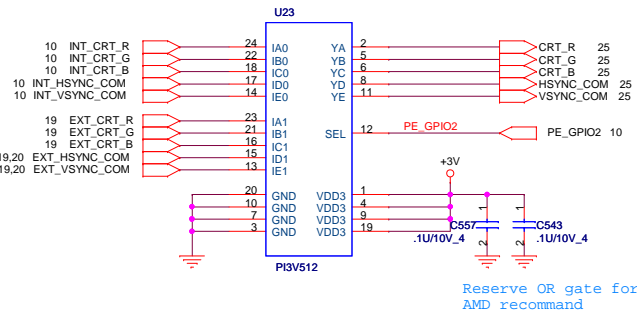 U23
10 INT_CRT_R 24 IA0 YA 2 CRT_R 25
10 INT_CRT_G 22 IB0 YB 5 CRT_G 25
10 INT_CRT_B 18 IC0 YC 6 CRT_B 25
10 INT_HSYNC_COM 17 ID0 YD 8 HSYNC_COM 25
10 INT_VSYNC_COM 14 IE0 YE 11 VSYNC_COM 25
19 EXT_CRT_R 23 IA1
19 EXT_CRT_G 21 IB1 SEL 12 PE_GPIO2 PE_GPIO2 10
19 EXT_CRT_B 16 IC1
19,20 EXT_HSYNC_COM 15 ID1
19,20 EXT_VSYNC_COM 13 IE1
+3V
20 GND VDD3 1
10 GND VDD3 4
7 GND VDD3 9
3 GND VDD3 19
1 1
C557 C543
.1U/10V_4 .1U/10V_4
2 2
PI3V512
Reserve OR gate for
AMD recommand